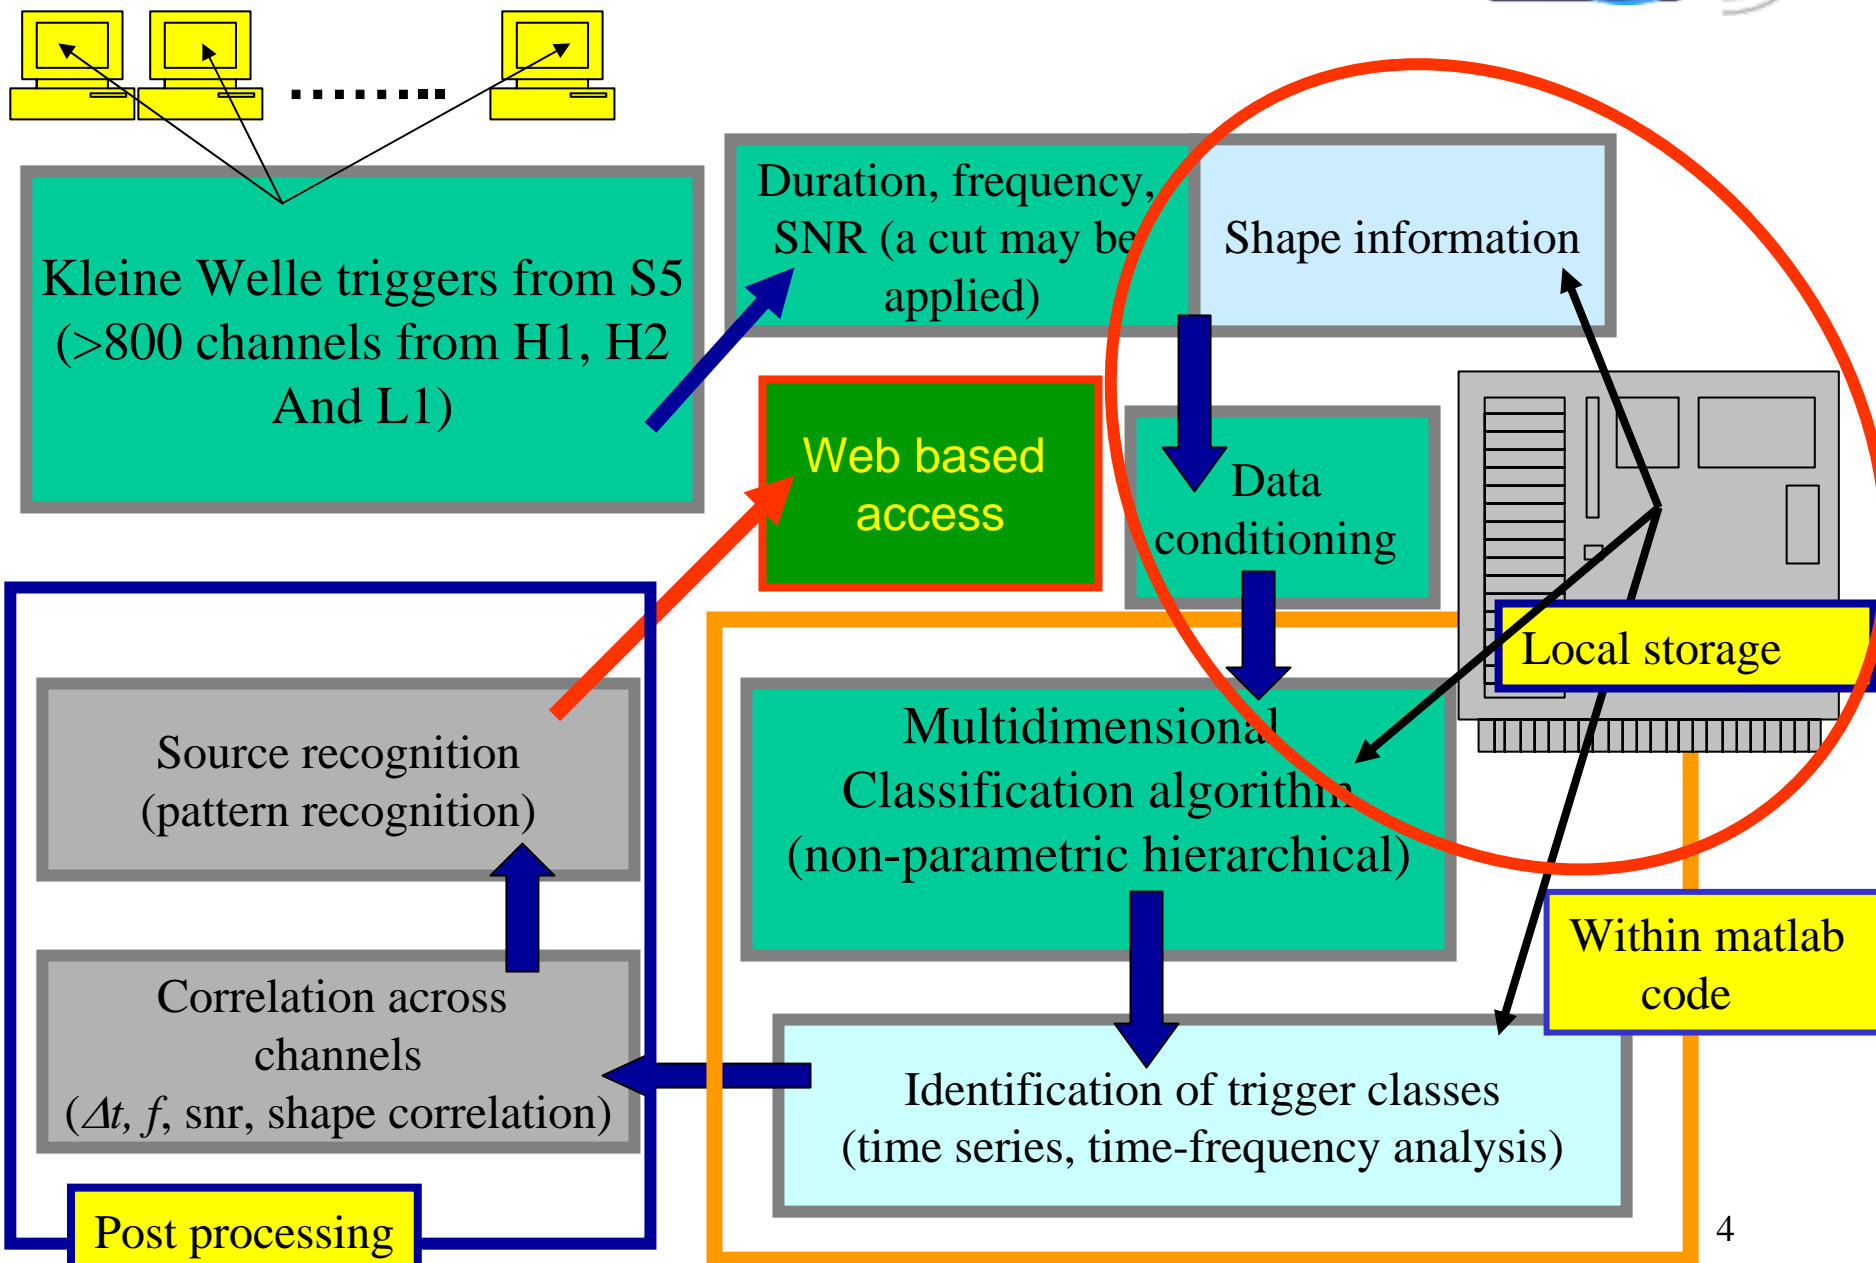 Kleine Welle triggers from S5
(>800 channels from H1, H2
And L1)
Duration, frequency,
SNR (a cut may be
applied)
Shape information
Web based
access
Data
conditioning
Local storage
Multidimensional
Classification algorithm
(non-parametric hierarchical)
Within matlab
code
Identification of trigger classes
(time series, time-frequency analysis)
Source recognition
(pattern recognition)
Correlation across
channels
(Δt, f, snr, shape correlation)
Post processing
4